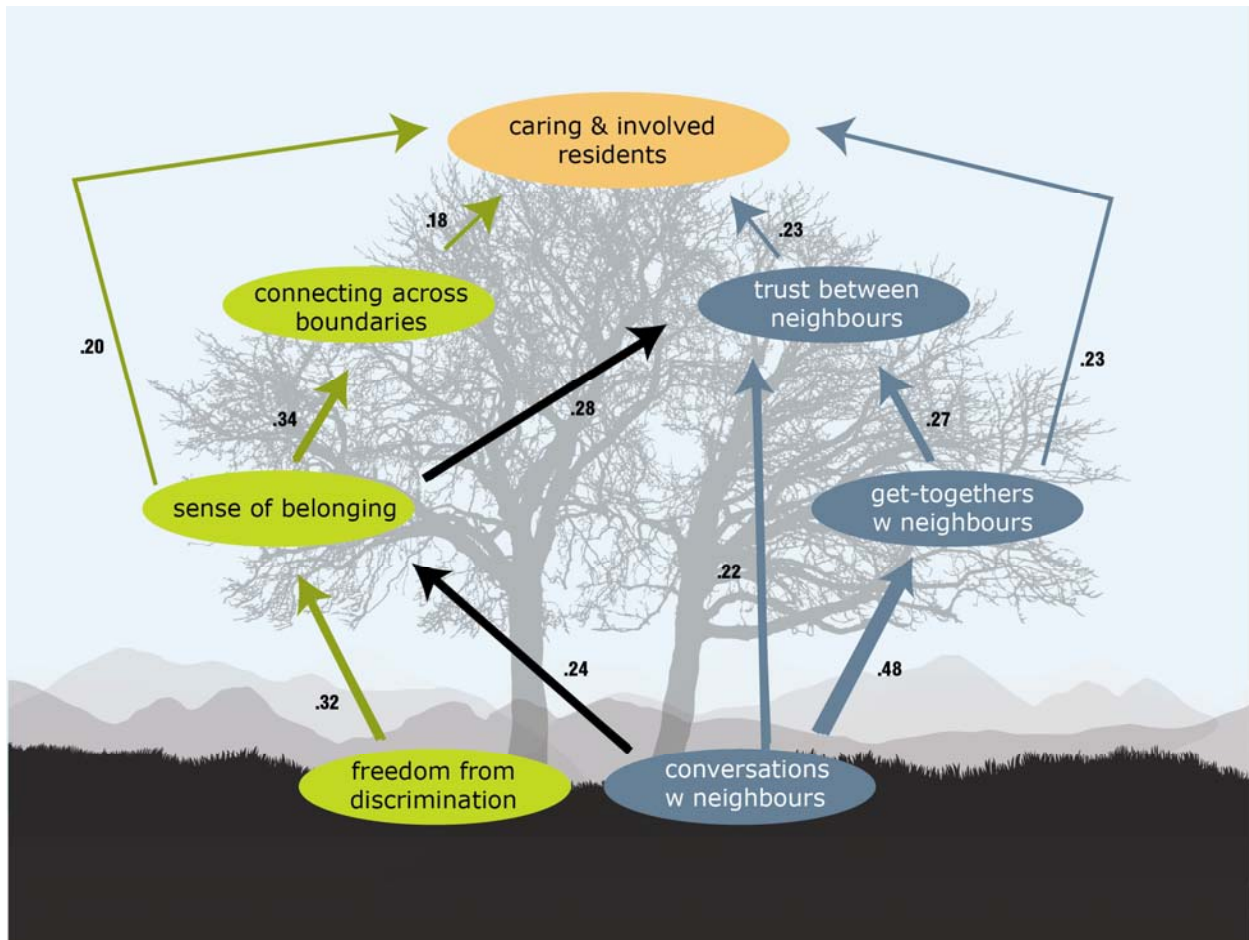 caring & involved
residents
.18
.23
connecting across
boundaries
trust between
neighbours
.20
.28
.23
.34
.27
sense of belonging
get-togethers
w neighbours
.22
.24
.48
.32
freedom from
discrimination
conversations
w neighbours